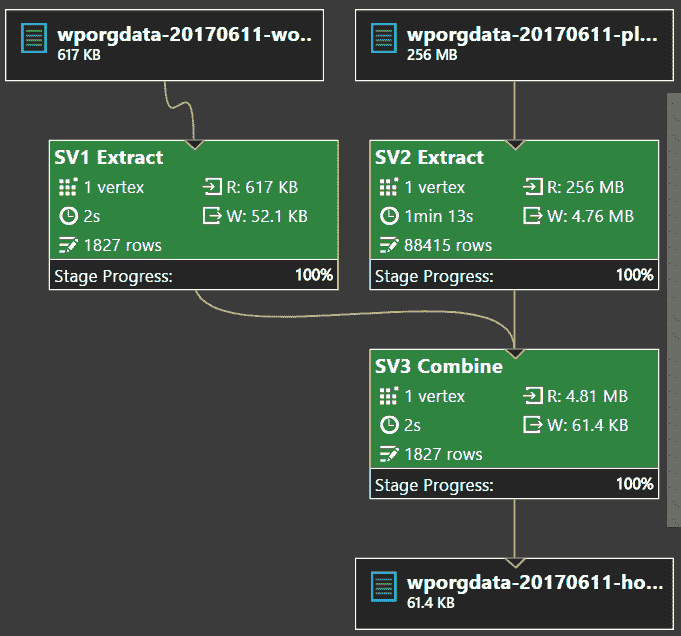 wporgdata-20170611-wo..
617 KB
wporgdata-20170611-pl...
256 MB
SV1 Extract
1 vertex
R: 617 KB
2s
W: 52.1 KB
1827 rows
Stage Progress:
100%
SV2 Extract
1 vertex
R: 256 MB
1min 13s
W: 4.76 MB
88415 rows
Stage Progress:
100%
SV3 Combine
1 vertex
R: 4.81 MB
2s
W: 61.4 KB
1827 rows
Stage Progress:
100%
wporgdata-20170611-ho...
61.4 KB